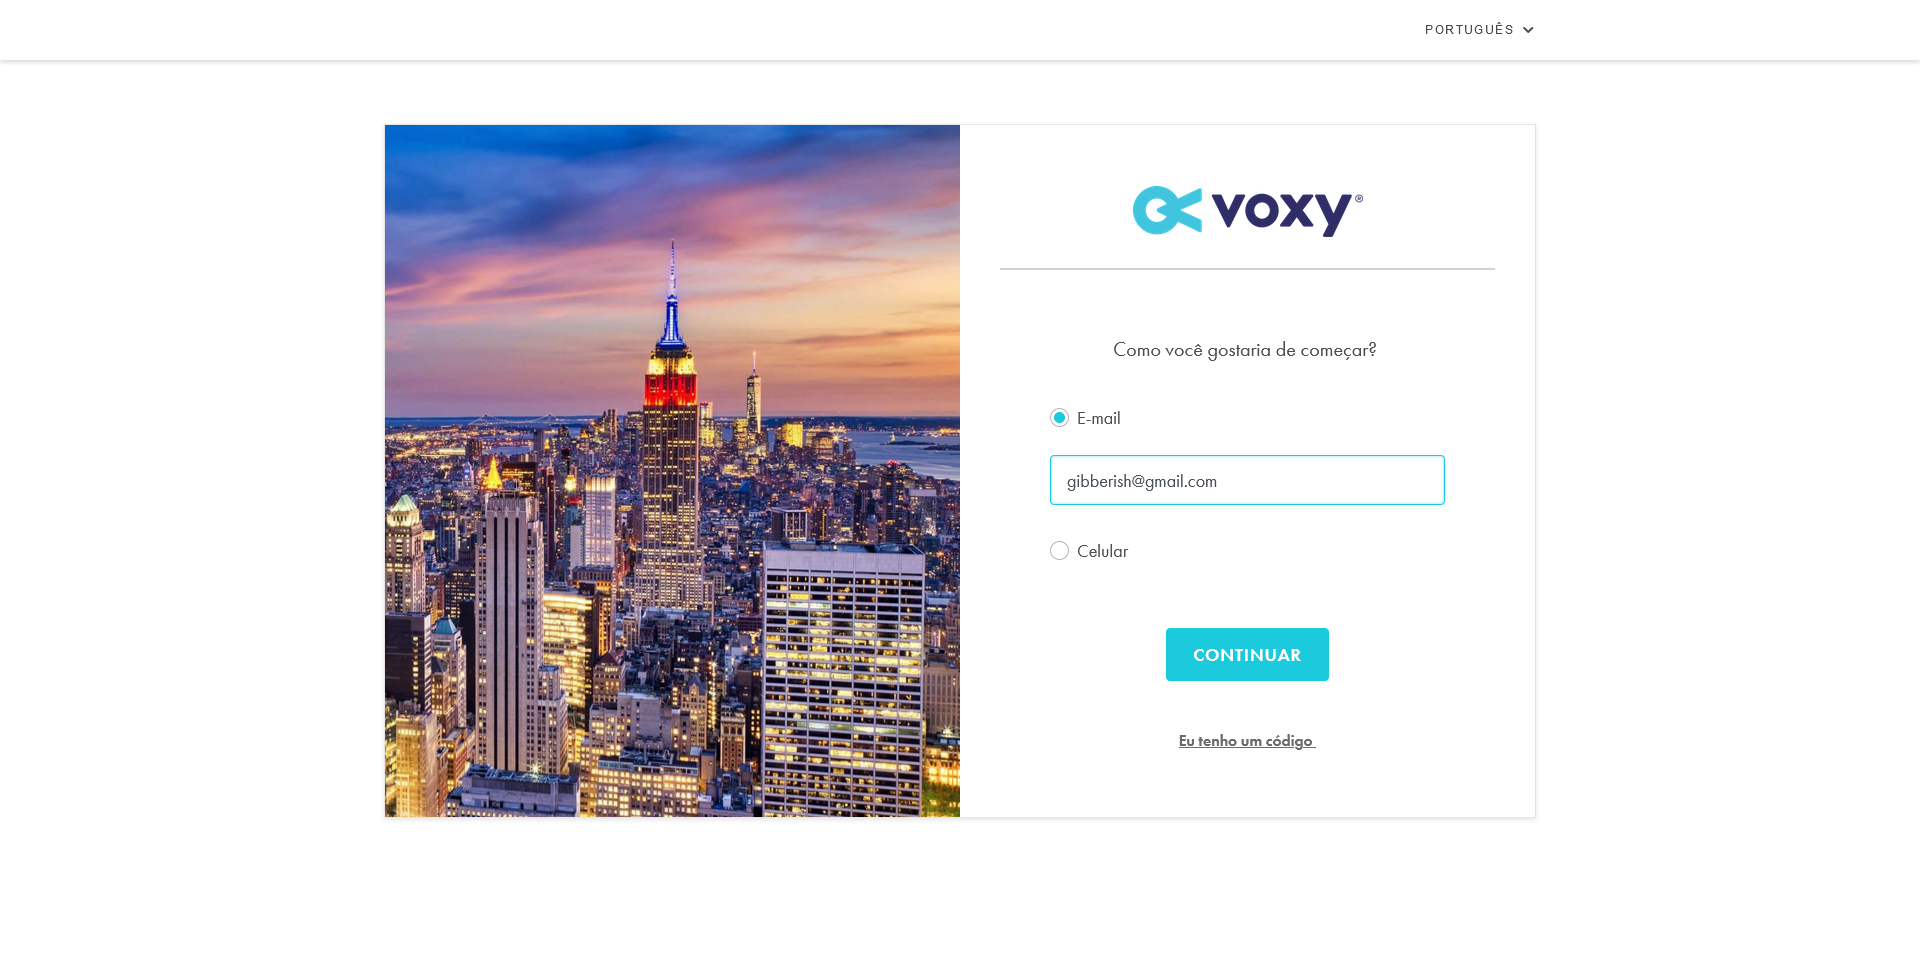 PORTUGUÊS
voxy®
Como você gostaria de começar?
E-mail
gibberish@gmail.com
Celular
CONTINUAR
Eu tenho um código